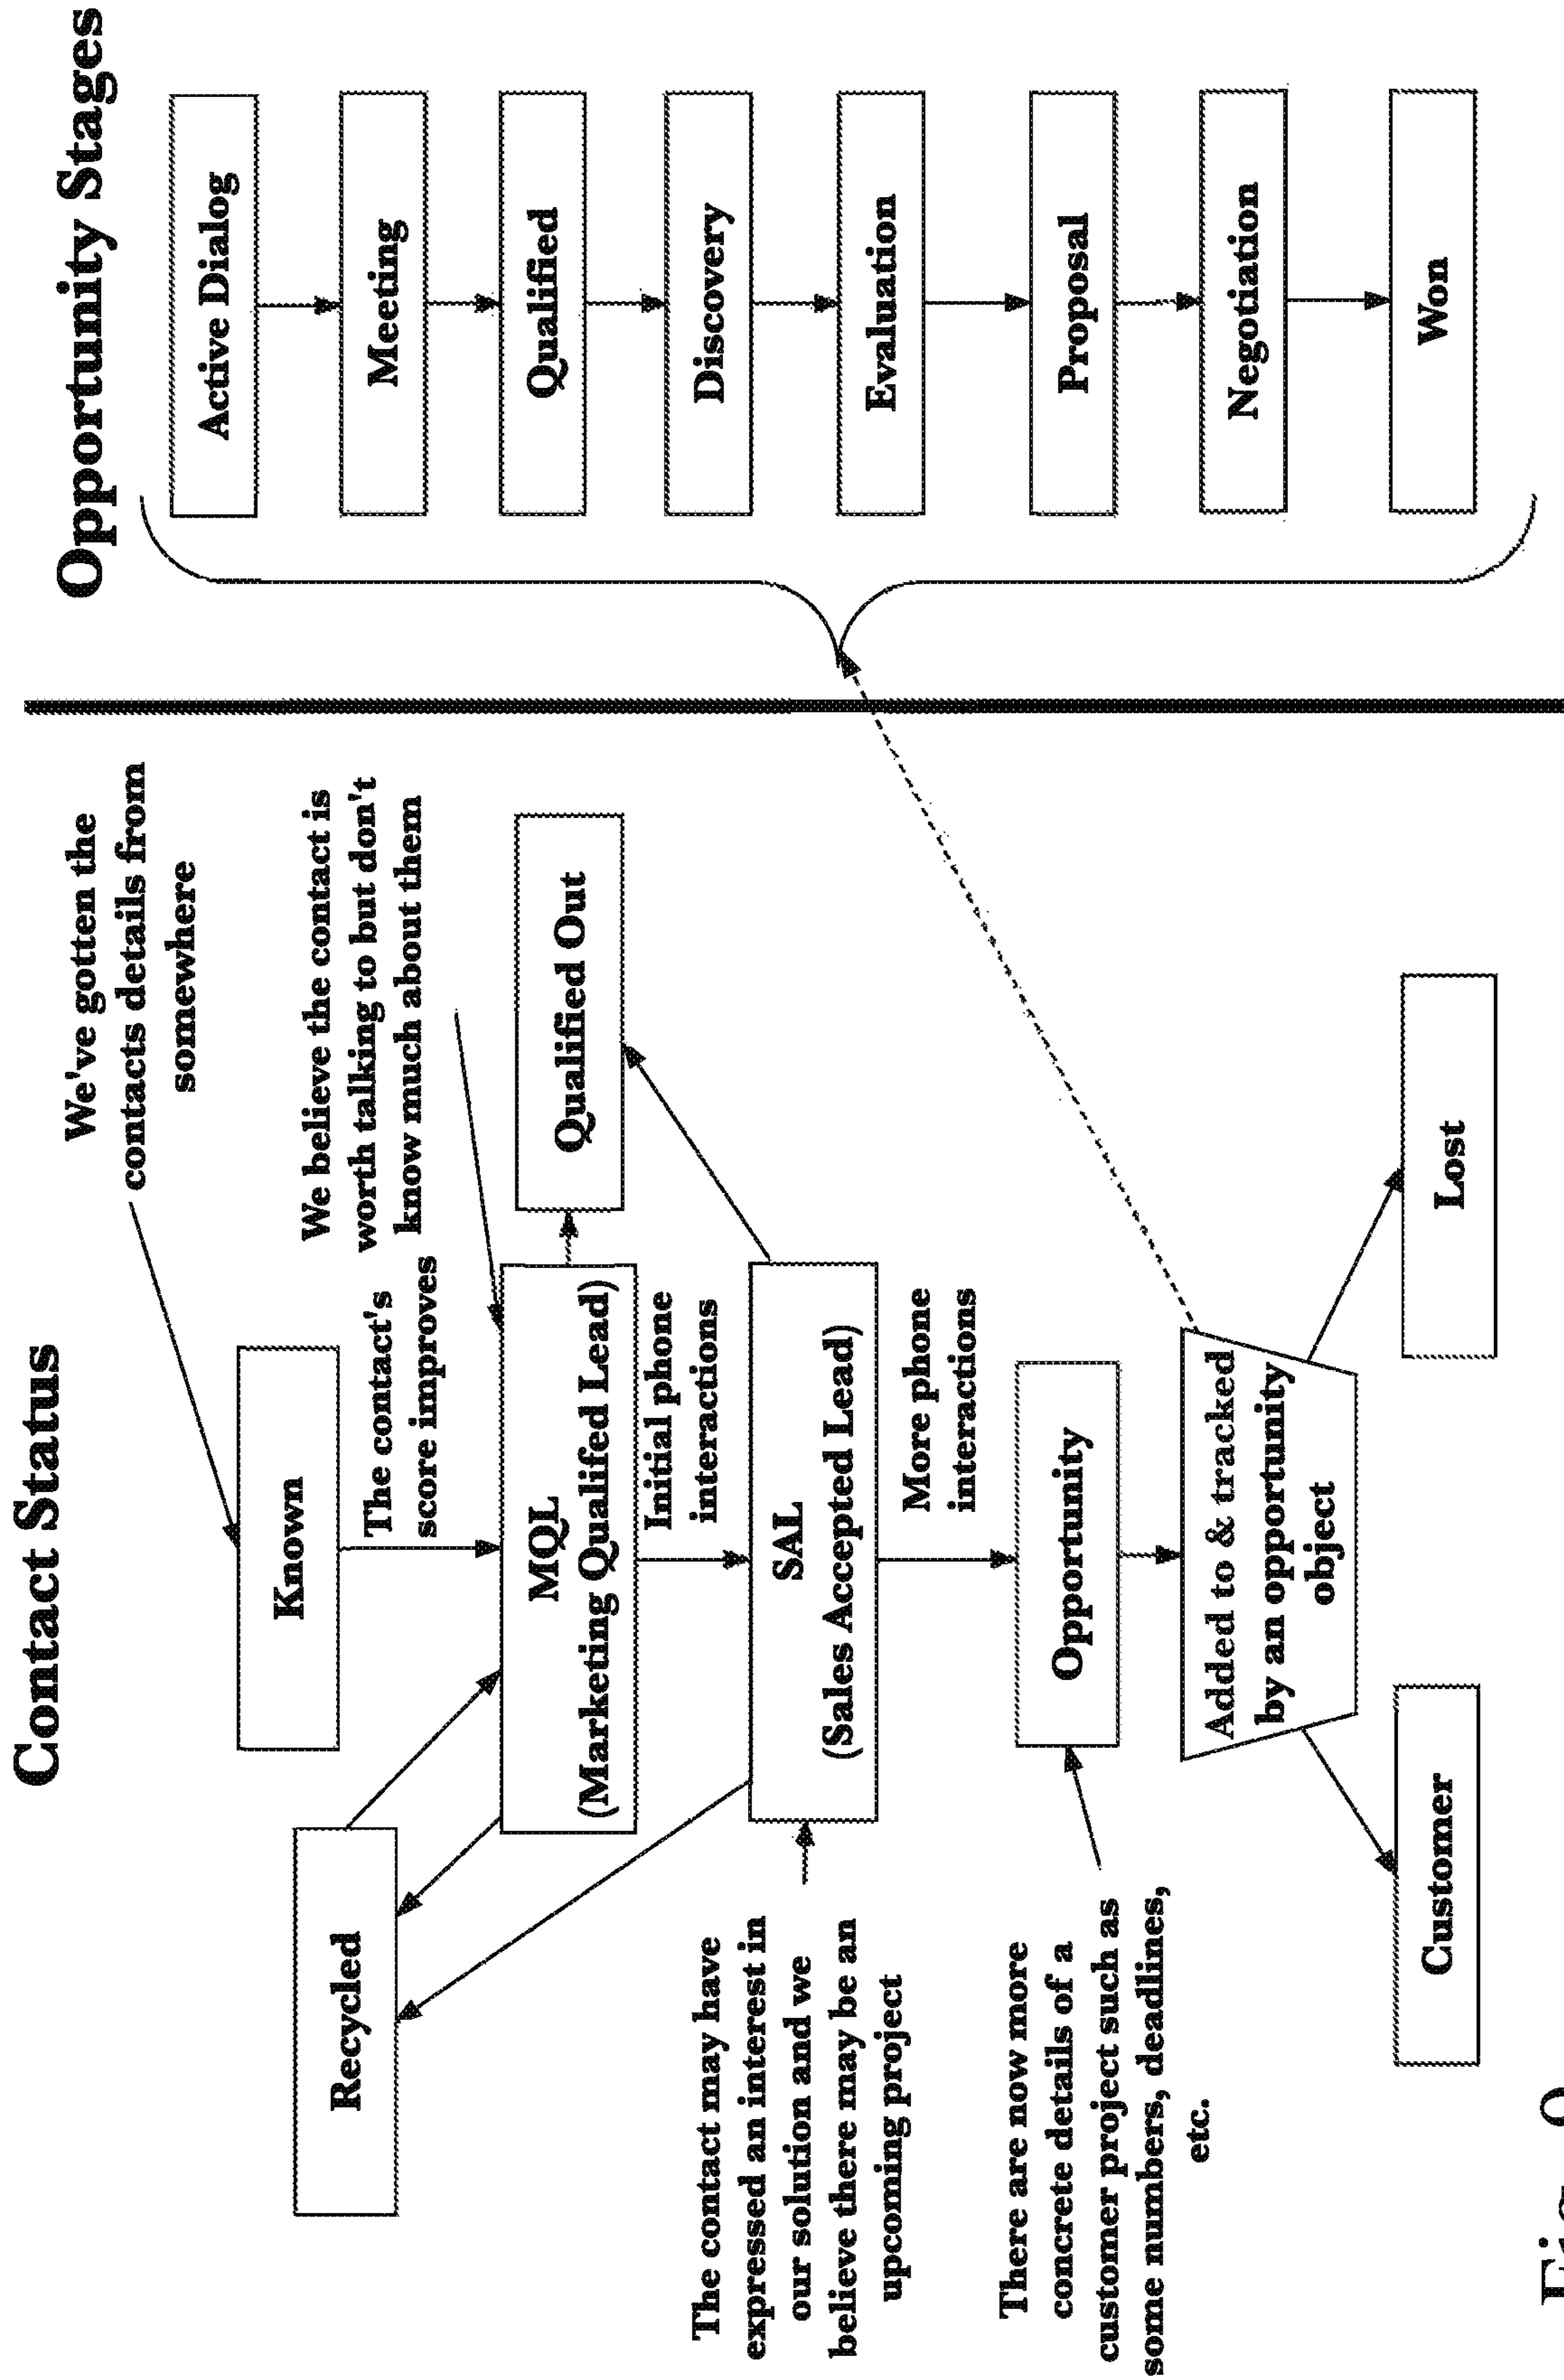 Contact Status
We've gotten the
contacts details from
somewhere
Known
Recycled
The contact's
score improves
We believe the contact is
worth talking to but don't
know much about them
MQL
(Marketing Qualifed Lead)
Qualified Out
Initial phone
interactions
The contact may have
expressed an interest in
our solution and we
believe there may be an
upcoming project
SAL
(Sales Accepted Lead)
More phone
interactions
There are now more
concrete details of a
customer project such as
some numbers, deadlines,
etc.
Opportunity
Added to & tracked
by an opportunity
object
Customer
Lost
Opportunity Stages
Active Dialog
Meeting
Qualified
Discovery
Evaluation
Proposal
Negotiation
Won
Fig.